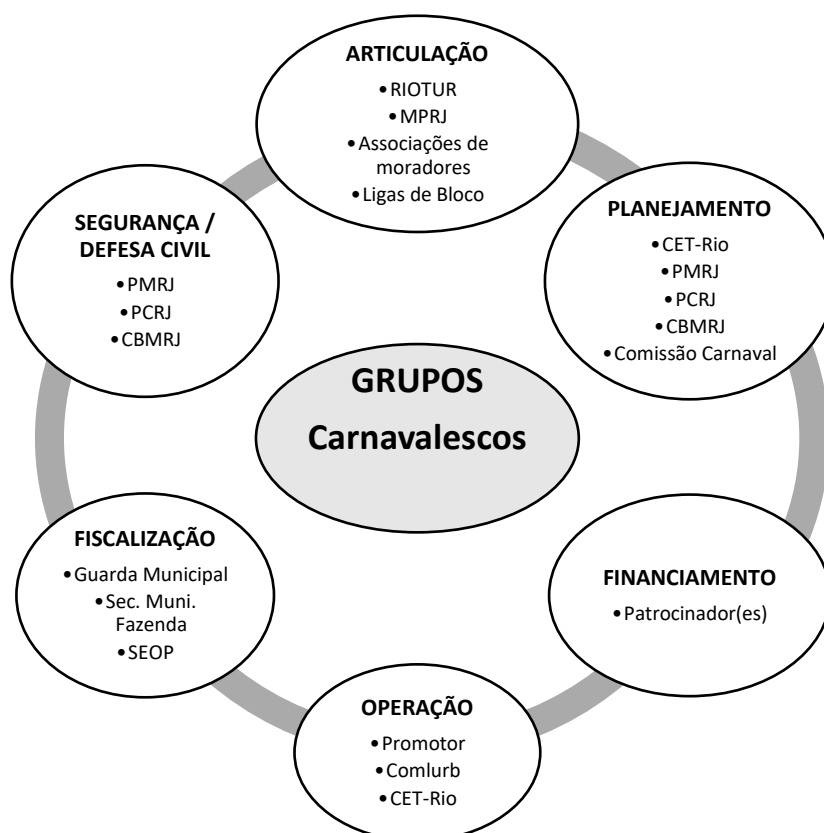 ARTICULAÇÃO
•RIOTUR
•MPRJ
•Associações de
moradores
•Ligas de Bloco
PLANEJAMENTO
•CET-Rio
•PMRJ
•PCRJ
•CBMRJ
•Comissão Carnaval
FINANCIAMENTO
•Patrocinador(es)
OPERAÇÃO
•Promotor
•Comlurb
•CET-Rio
FISCALIZAÇÃO
•Guarda Municipal
•Sec. Muni.
Fazenda
•SEOP
SEGURANÇA /
DEFESA CIVIL
•PMRJ
•PCRJ
•CBMRJ
GRUPOS
Carnavalescos